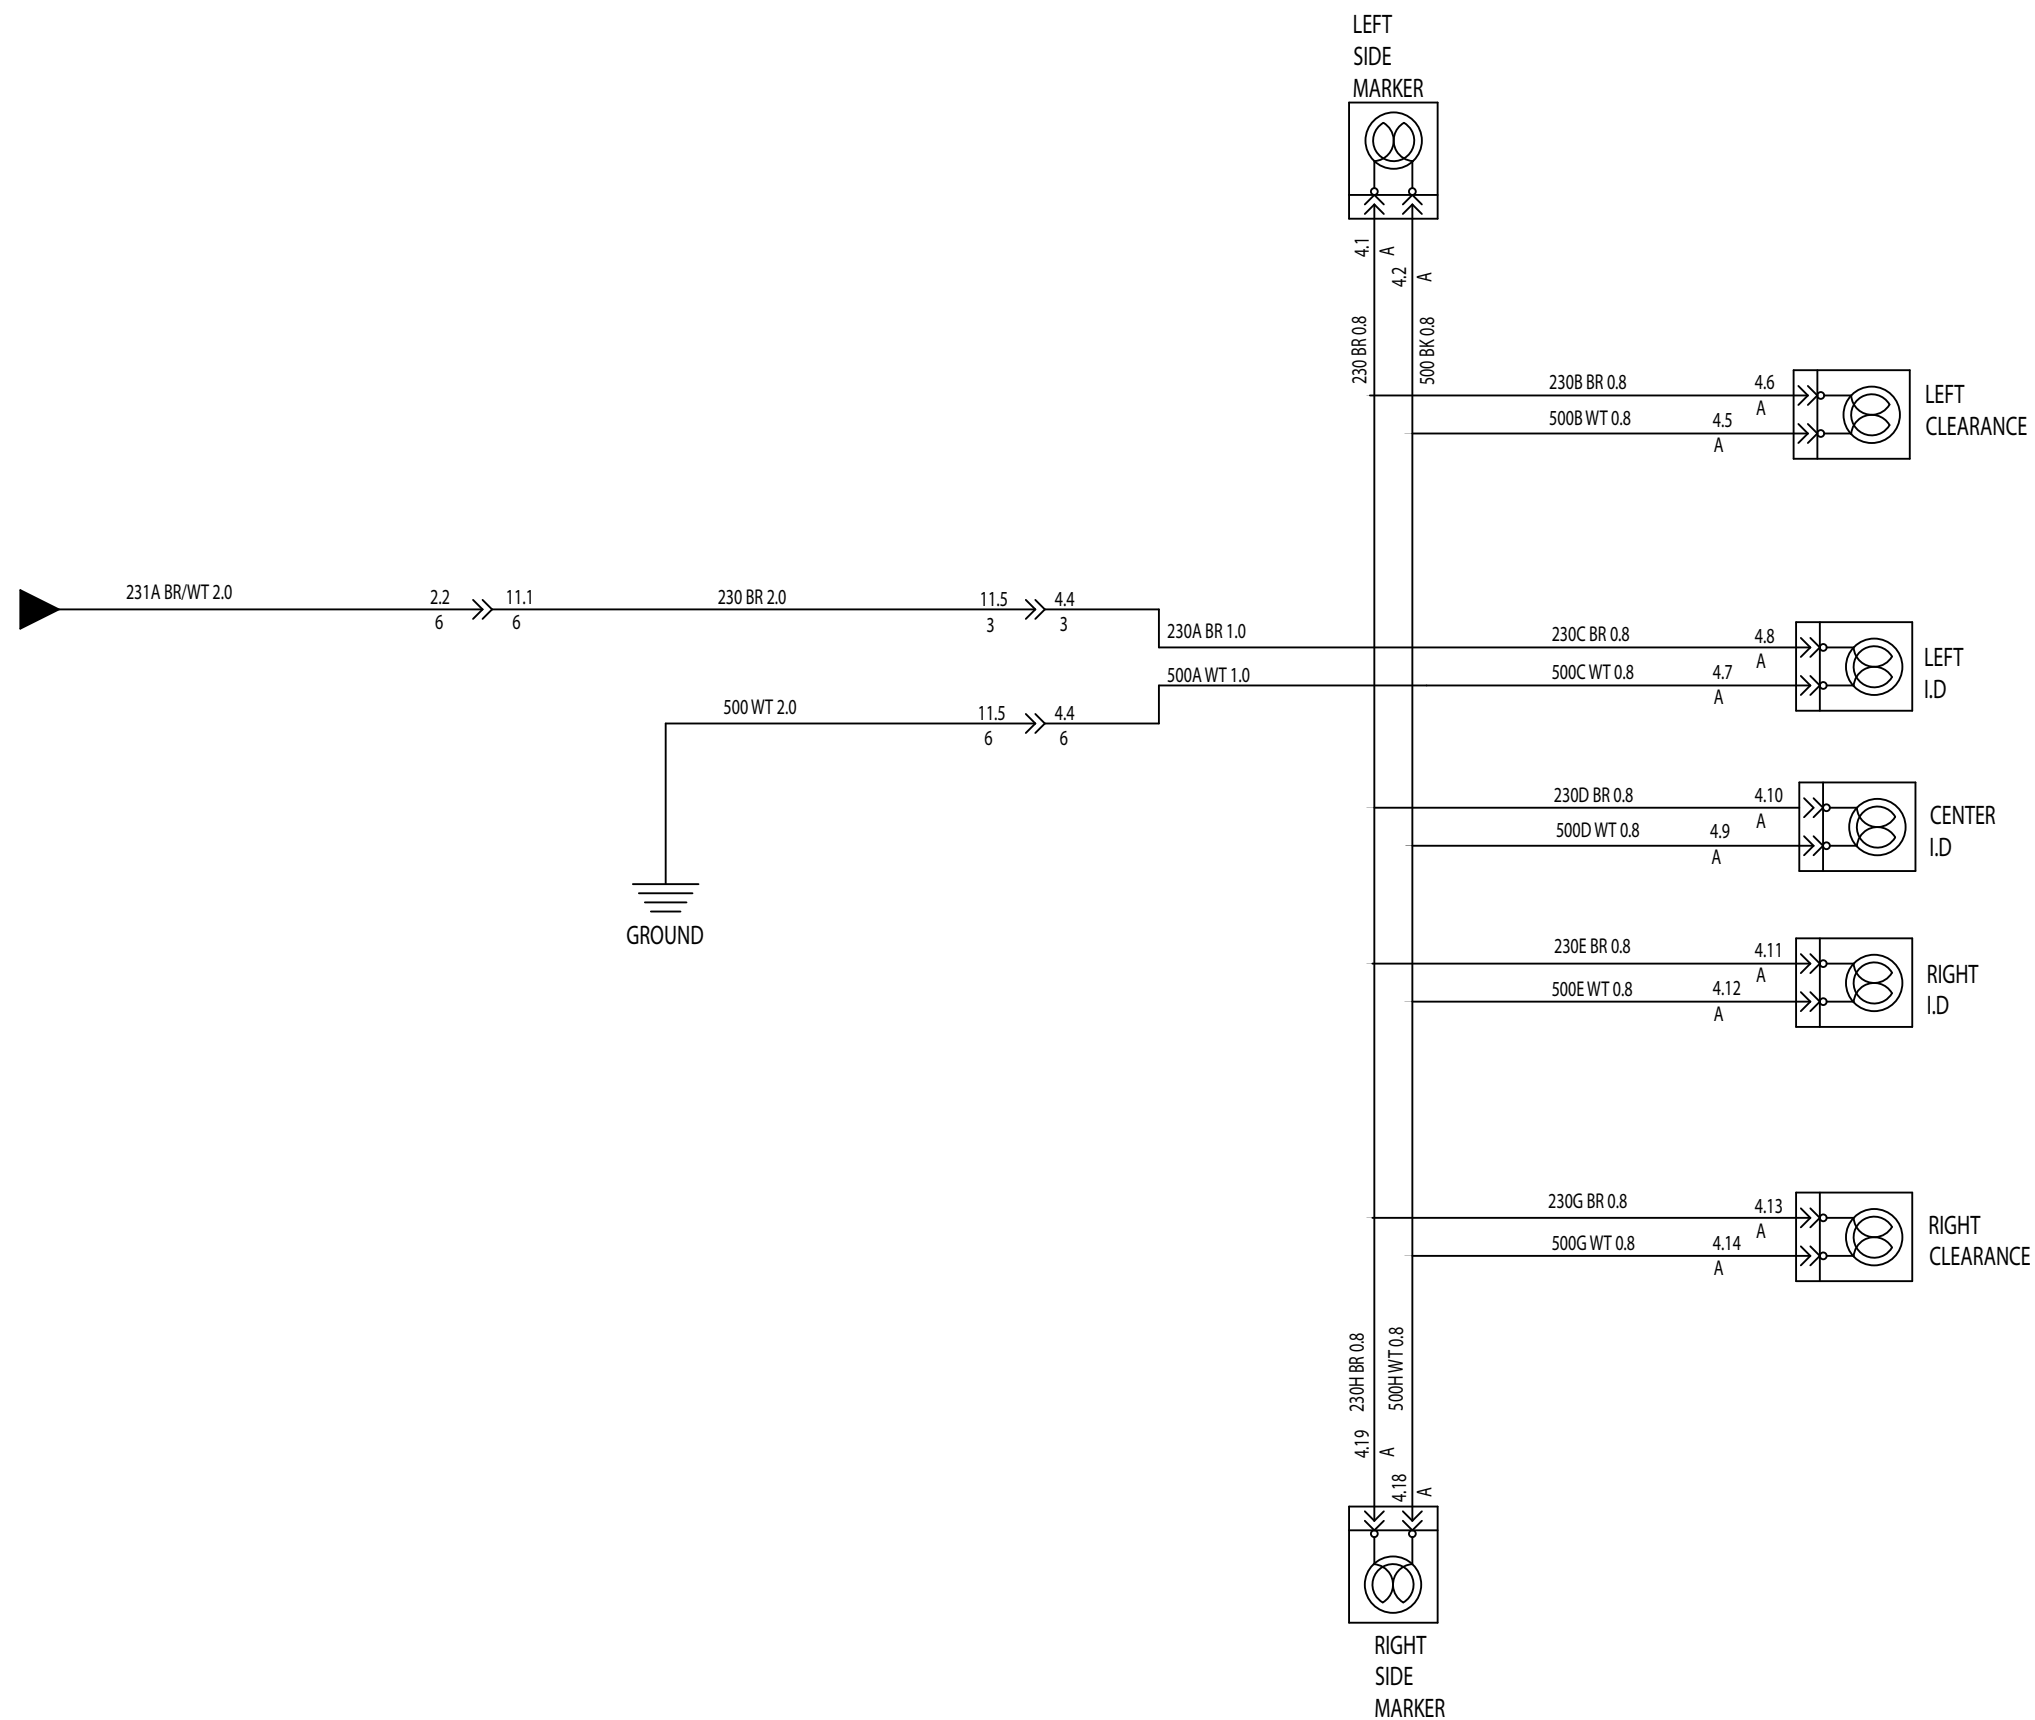 LEFT
SIDE
MARKER
4.1
A
4.2
A
230 BR 0.8
500 BK 0.8
230B BR 0.8
4.6
A
500B WT 0.8
4.5
A
LEFT
CLEARANCE
231A BR/WT 2.0
2.2
6
11.1
6
230 BR 2.0
11.5
3
4.4
3
230A BR 1.0
230C BR 0.8
4.8
A
500A WT 1.0
500C WT 0.8
4.7
A
LEFT
I.D
500 WT 2.0
11.5
6
4.4
6
GROUND
230D BR 0.8
4.10
A
500D WT 0.8
4.9
A
CENTER
I.D
230E BR 0.8
4.11
A
500E WT 0.8
4.12
A
RIGHT
I.D
230G BR 0.8
4.13
A
500G WT 0.8
4.14
A
RIGHT
CLEARANCE
230H BR 0.8
500H WT 0.8
4.19
A
4.18
A
RIGHT
SIDE
MARKER